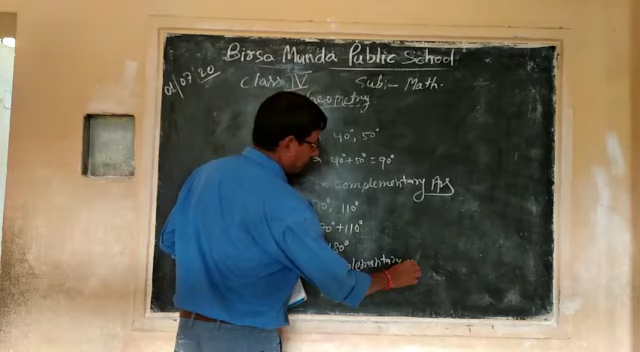 Birsa Munda Public School
01/07/20
Class IV Sub:- Math.
Geometry
40°, 50°
= 40°+50° = 90°
= complementary Ans
70°, 110°
70°+110°
180°